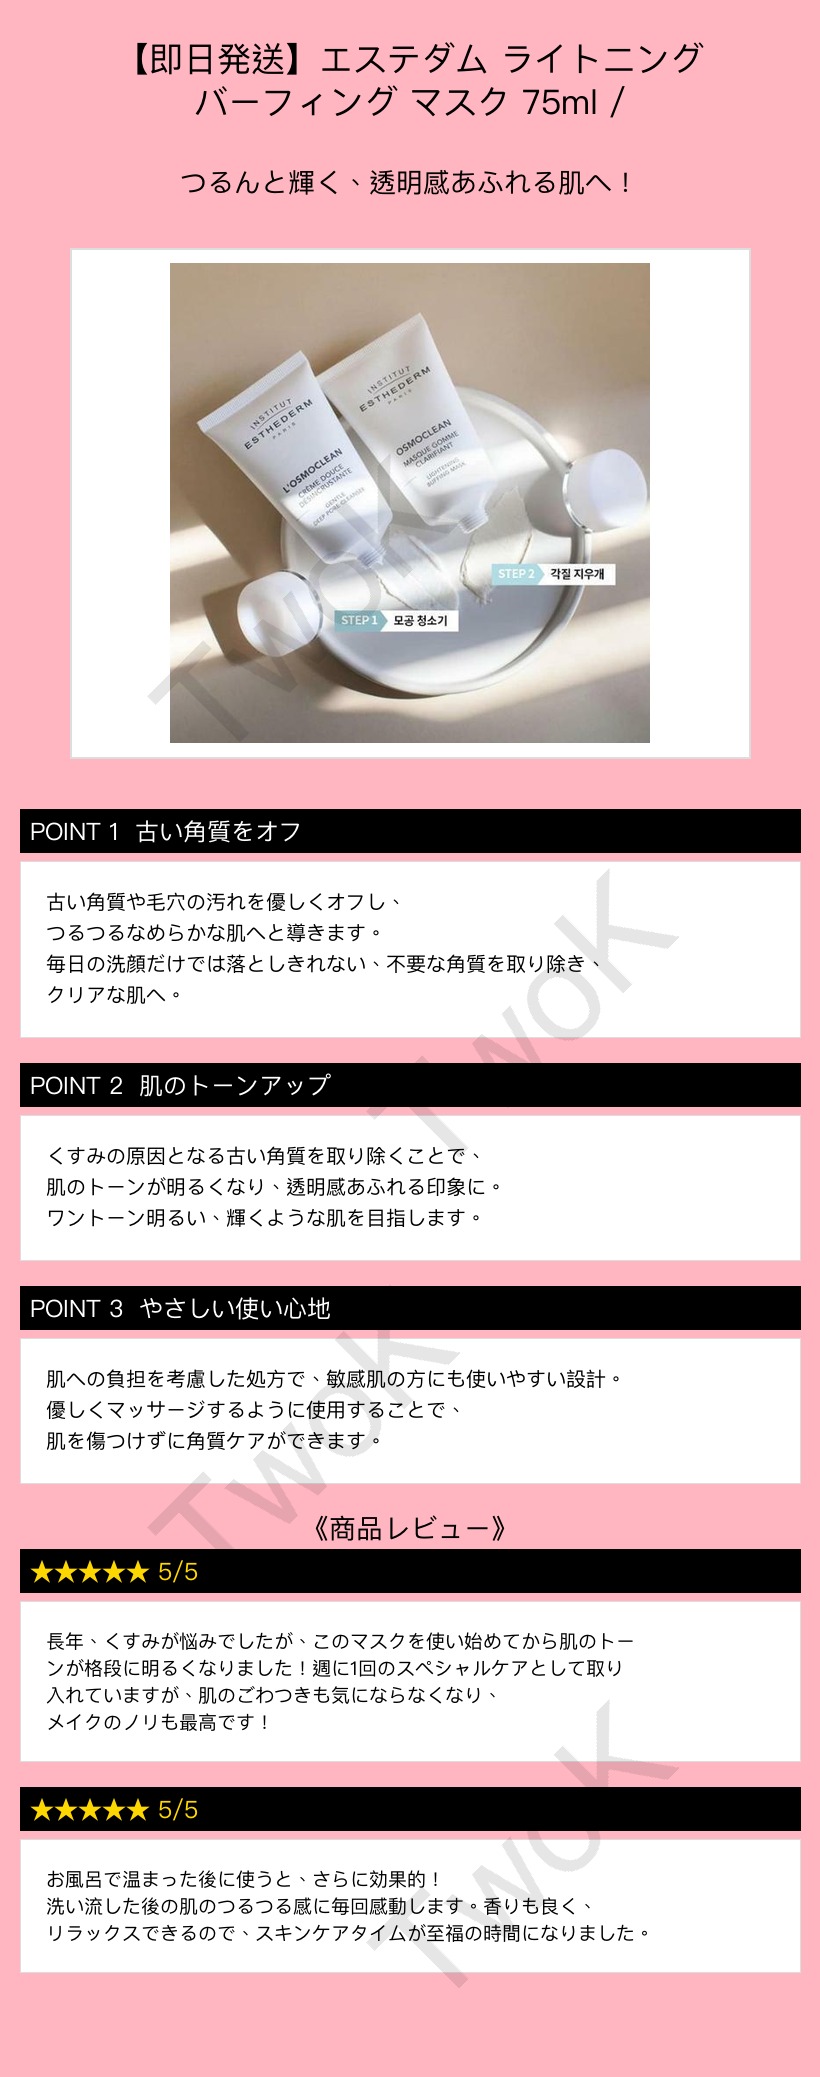 【即日発送】エステダム ライトニング
バーフィング マスク 75ml /
つるんと輝く、透明感あふれる肌へ！
INSTITUT
ESTHEDERM
PARIS
L'OSMOCLEAN
CRÈME DOUCE
DÉSINCRUSTANTE
GENTLE
DEEP PORE CLEANSER
INSTITUT
ESTHEDERM
PARIS
OSMOCLEAN
MASQUE GOMME
CLARIFIANT
LIGHTENING
BUFFING MASK
STEP 2 각질 지우개
STEP 1 모공 청소기
TwoK
POINT 1 古い角質をオフ
古い角質や毛穴の汚れを優しくオフし、
つるつるなめらかな肌へと導きます。
毎日の洗顔だけでは落としきれない、不要な角質を取り除き、
クリアな肌へ。
TwoK
POINT 2 肌のトーンアップ
くすみの原因となる古い角質を取り除くことで、
肌のトーンが明るくなり、透明感あふれる印象に。
ワントーン明るい、輝くような肌を目指します。
POINT 3 やさしい使い心地
肌への負担を考慮した処方で、敏感肌の方にも使いやすい設計。
優しくマッサージするように使用することで、
肌を傷つけずに角質ケアができます。
TwoK
《商品レビュー》
★★★★★ 5/5
長年、くすみが悩みでしたが、このマスクを使い始めてから肌のトー
ンが格段に明るくなりました！週に1回のスペシャルケアとして取り
入れていますが、肌のごわつきも気にならなくなり、
メイクのノリも最高です！
★★★★★ 5/5
お風呂で温まった後に使うと、さらに効果的！
洗い流した後の肌のつるつる感に毎回感動します。香りも良く、
リラックスできるので、スキンケアタイムが至福の時間になりました。
TwoK